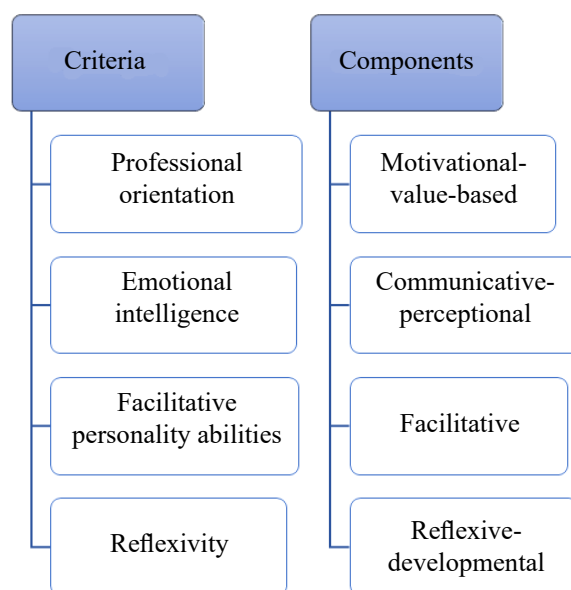 Criteria
Professional
orientation
Emotional
intelligence
Facilitative
personality abilities
Reflexivity
Components
Motivational-
value-based
Communicative-
perceptional
Facilitative
Reflexive-
developmental